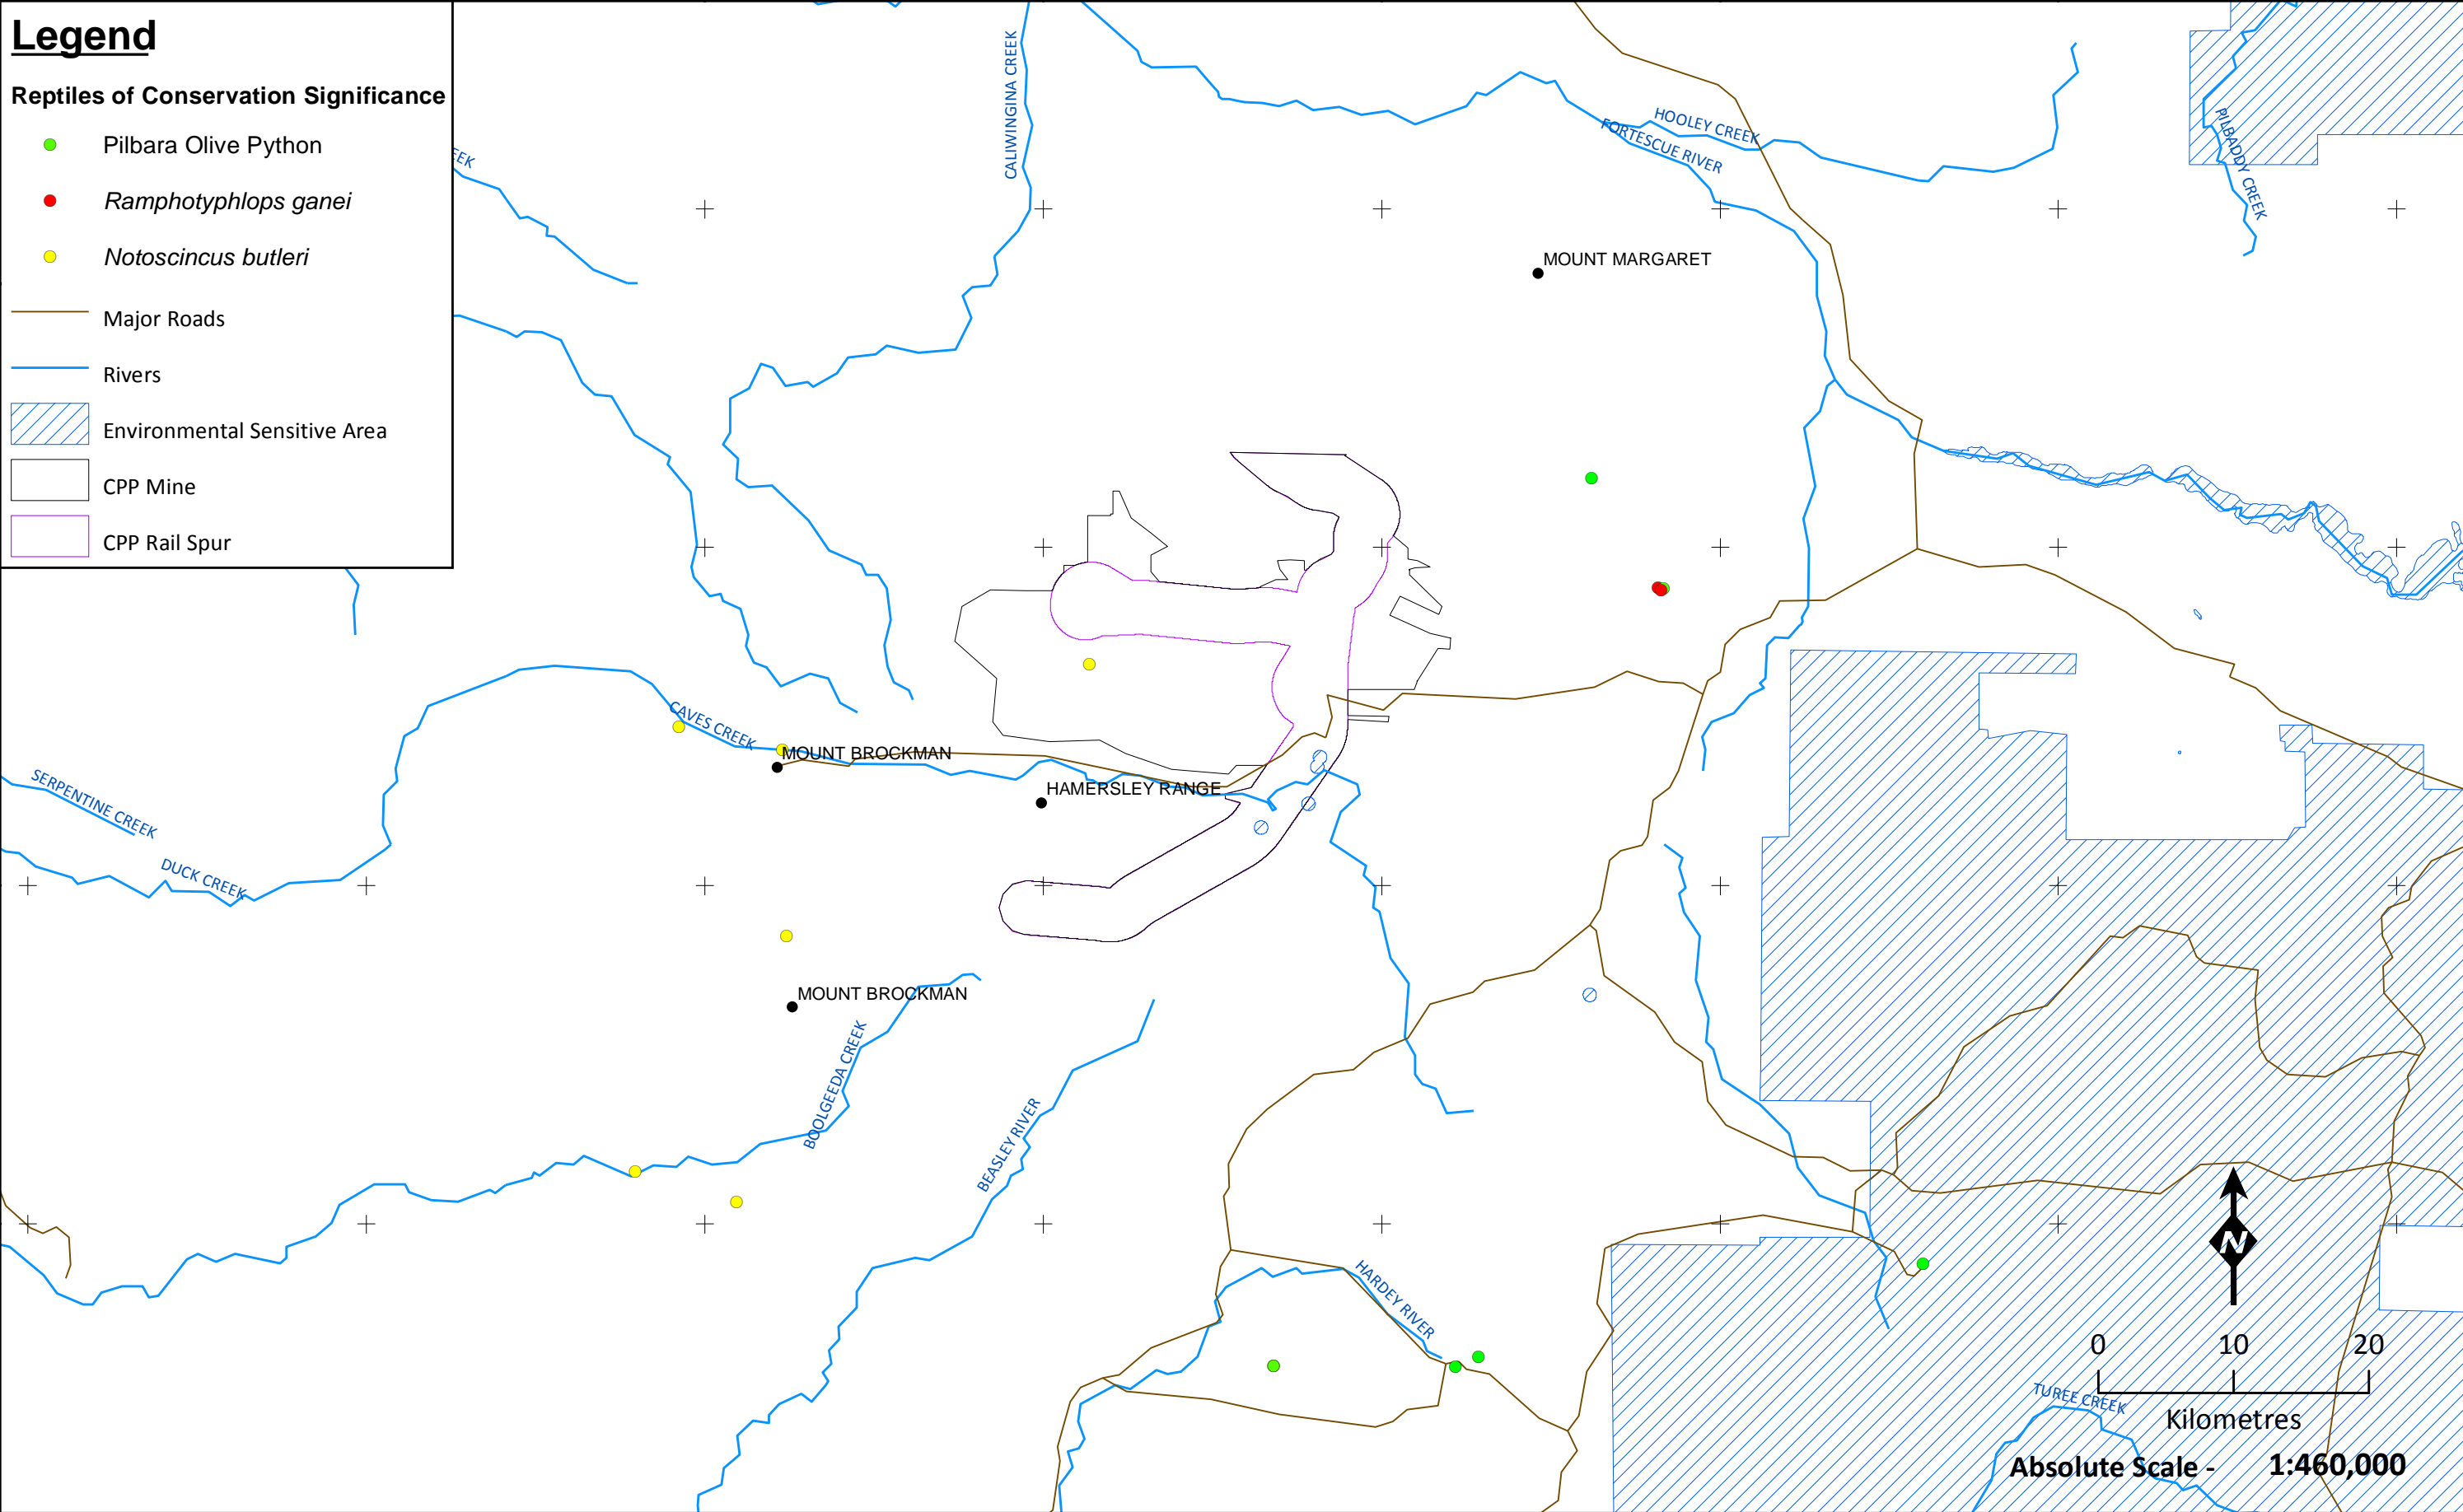 Legend
Reptiles of Conservation Significance
Pilbara Olive Python
Ramphotyphlops ganei
Notoscincus butleri
Major Roads
Rivers
Environmental Sensitive Area
CPP Mine
CPP Rail Spur
EEK
CALIWINGINA CREEK
HOOLEY CREEK
FORTESCUE RIVER
PILBADDY CREEK
MOUNT MARGARET
CAVES CREEK
MOUNT BROCKMAN
HAMERSLEY RANGE
SERPENTINE CREEK
DUCK CREEK
MOUNT BROCKMAN
BOOLGEEDA CREEK
BEASLEY RIVER
HARDEY RIVER
N
0 10 20
TUREE CREEK
Kilometres
Absolute Scale - 1:460,000